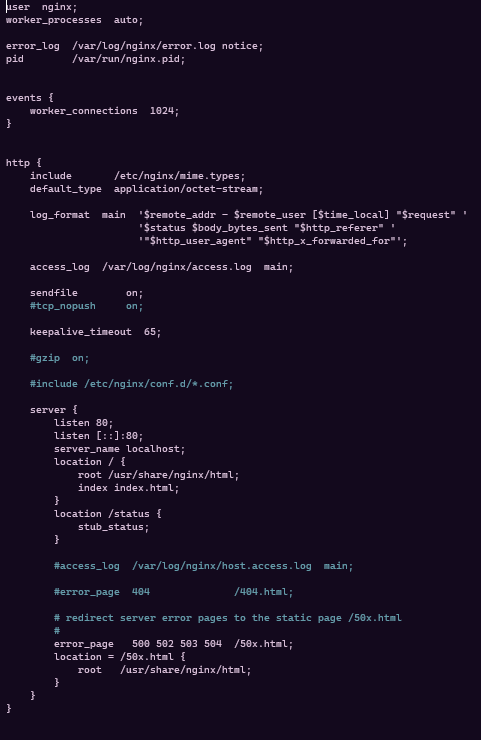 user  nginx;
worker_processes  auto;

error_log  /var/log/nginx/error.log notice;
pid        /var/run/nginx.pid;


events {
    worker_connections  1024;
}


http {
    include       /etc/nginx/mime.types;
    default_type  application/octet-stream;

    log_format  main  '$remote_addr - $remote_user [$time_local] "$request" '
                      '$status $body_bytes_sent "$http_referer" '
                      '"$http_user_agent" "$http_x_forwarded_for"';

    access_log  /var/log/nginx/access.log  main;

    sendfile        on;
    #tcp_nopush     on;

    keepalive_timeout  65;

    #gzip  on;

    #include /etc/nginx/conf.d/*.conf;

    server {
        listen 80;
        listen [::]:80;
        server_name localhost;
        location / {
            root /usr/share/nginx/html;
            index index.html;
        }
        location /status {
            stub_status;
        }

        #access_log  /var/log/nginx/host.access.log  main;

        #error_page  404              /404.html;

        # redirect server error pages to the static page /50x.html
        #
        error_page   500 502 503 504  /50x.html;
        location = /50x.html {
            root   /usr/share/nginx/html;
        }
    }
}